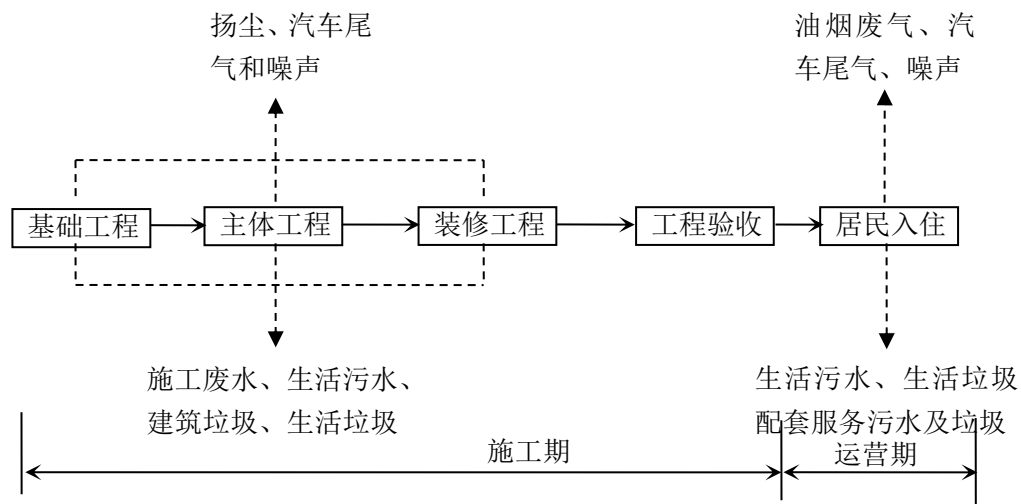 扬尘、汽车尾
气和噪声
油烟废气、汽
车尾气、噪声
基础工程
主体工程
装修工程
工程验收
居民入住
施工废水、生活污水、
建筑垃圾、生活垃圾
生活污水、生活垃圾
配套服务污水及垃圾
施工期
运营期